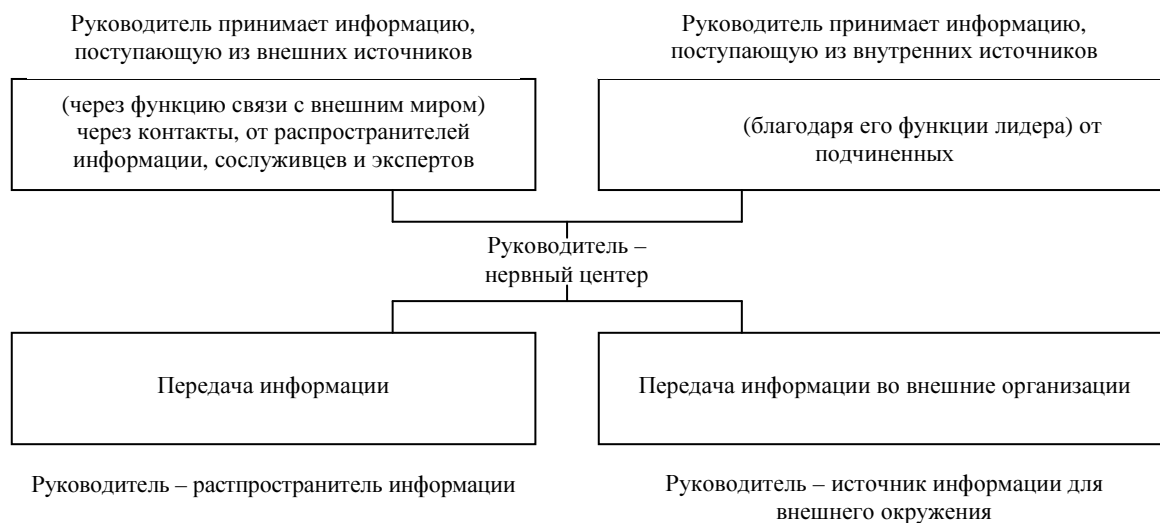 Руководитель принимает информацию,
поступающую из внешних источников
Руководитель принимает информацию,
поступающую из внутренних источников
(через функцию связи с внешним миром)
через контакты, от распространителей
информации, сослуживцев и экспертов
(благодаря его функции лидера) от
подчиненных
Руководитель –
нервный центр
Передача информации
Передача информации во внешние организации
Руководитель – растпространитель информации
Руководитель – источник информации для
внешнего окружения